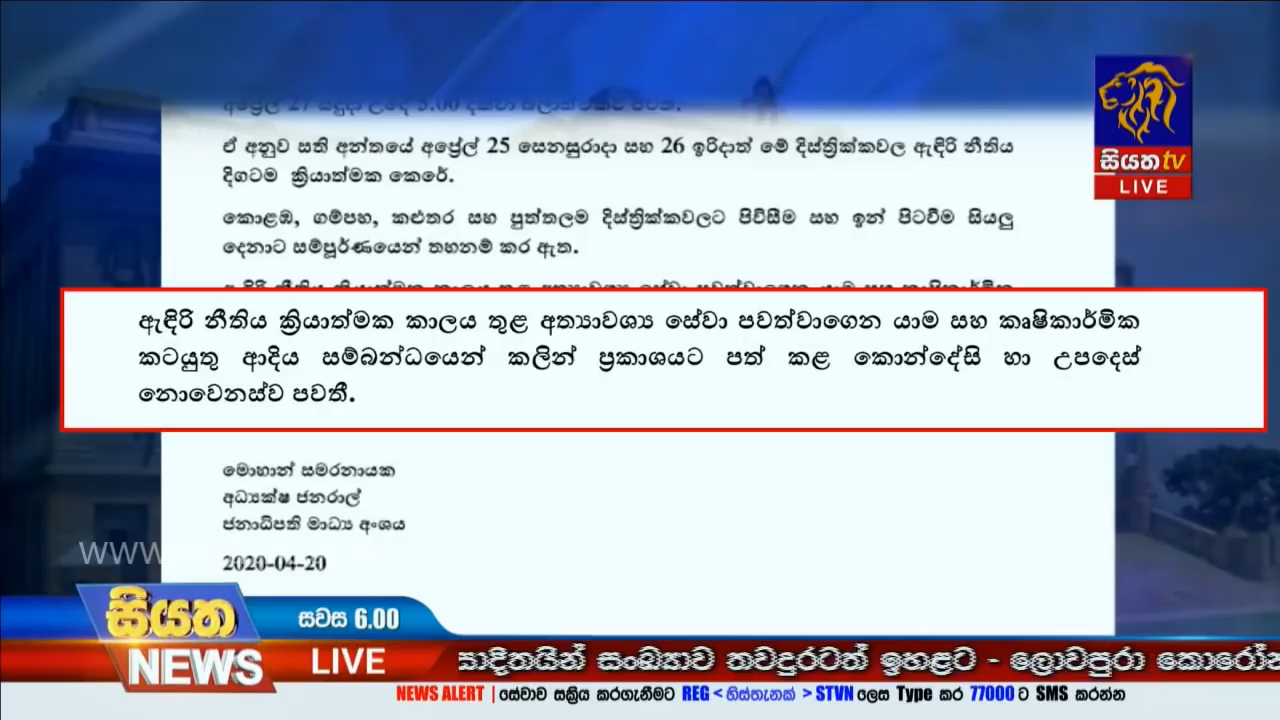 සියත tv
LIVE
ඒ අනුව සති අන්තයේ අප්‍රේල් 25 සෙනසුරාදා සහ 26 ඉරිදාත් මේ දිස්ත්‍රික්කවල ඇඳිරි නීතිය
දිගටම ක්‍රියාත්මක කෙරේ.
කොළඹ, ගම්පහ, කළුතර සහ පුත්තලම දිස්ත්‍රික්කවලට පිවිසීම සහ ඉන් පිටවීම සියලු
දෙනාට සම්පූර්ණයෙන් තහනම් කර ඇත.
ඇඳිරි නීතිය ක්‍රියාත්මක කාලය තුළ අත්‍යාවශ්‍ය සේවා පවත්වාගෙන යාම සහ කෘෂිකාර්මික
කටයුතු ආදිය සම්බන්ධයෙන් කලින් ප්‍රකාශයට පත් කළ කොන්දේසි හා උපදෙස්
නොවෙනස්ව පවතී.
මොහාන් සමරනායක
අධ්‍යක්ෂ ජනරාල්
ජනාධිපති මාධ්‍ය අංශය
2020-04-20
www.
සියත
NEWS
සවස 6.00
LIVE
සාදිතයින් සංඛ්‍යාව තවදුරටත් ඉහළට - ලොවපුරා කොරෝන
NEWS ALERT | සේවාව සක්‍රිය කරගැනීමට REG < හිස්තැනක් > STVN ලෙස Type කර 77000 ට SMS කරන්න